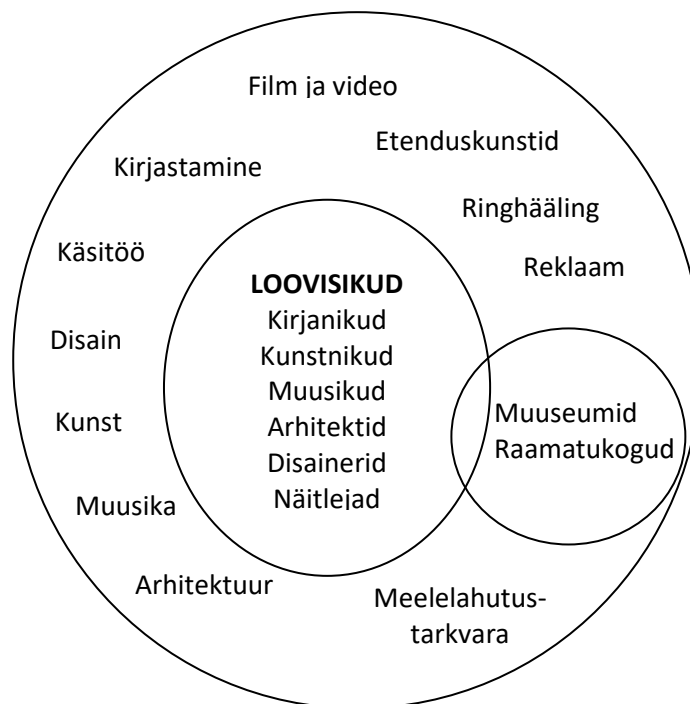 Film ja video
Etenduskunstid
Kirjastamine
Ringhääling
Käsitöö
Reklaam
LOOVISIKUD
Kirjanikud
Kunstnikud
Muusikud
Arhitektid
Disainerid
Näitlejad
Disain
Kunst
Muuseumid
Raamatukogud
Muusika
Arhitektuur
Meelelahutus-
tarkvara